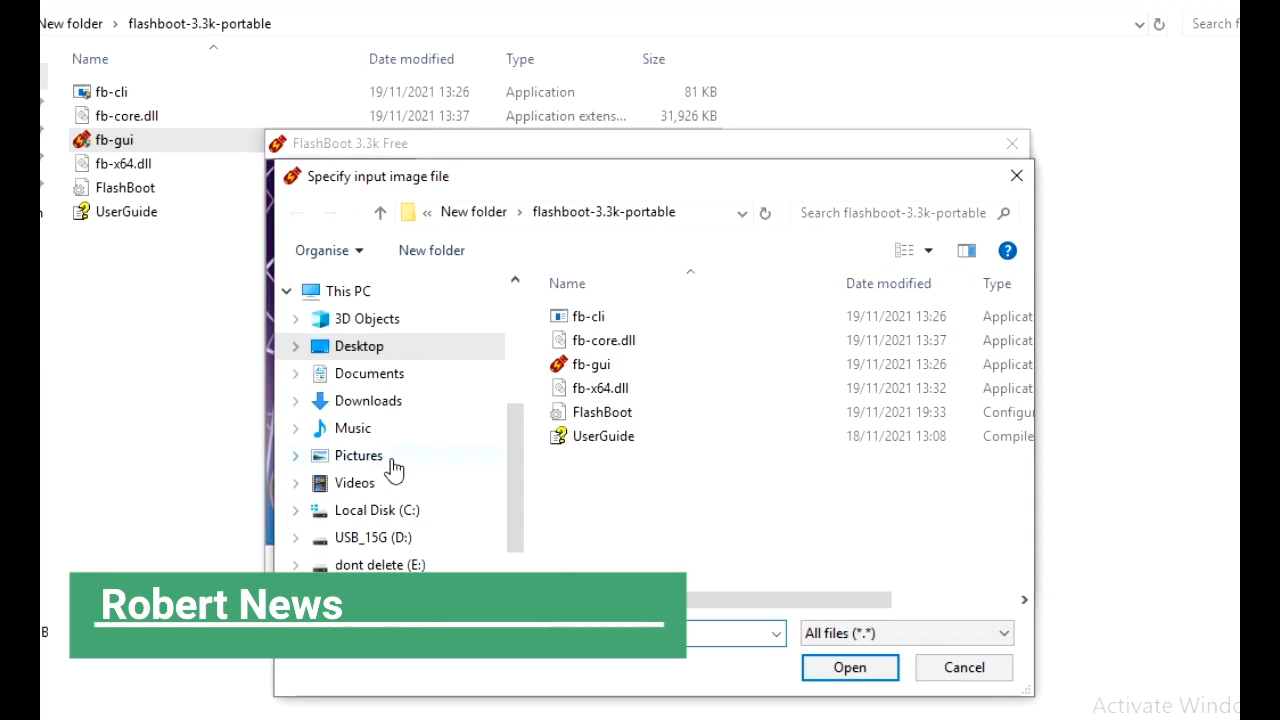 New folder > flashboot-3.3k-portable Search f
Name Date modified Type Size
fb-cli 19/11/2021 13:26 Application 81 KB
fb-core.dll 19/11/2021 13:37 Application extens... 31,926 KB
fb-gui
fb-x64.dll
FlashBoot
UserGuide
FlashBoot 3.3k Free
Specify input image file
« New folder > flashboot-3.3k-portable Search flashboot-3.3k-portable
Organise New folder
This PC
3D Objects
Desktop
Documents
Downloads
Music
Pictures
Videos
Local Disk (C:)
USB_15G (D:)
dont delete (E:)
Name Date modified Type
fb-cli 19/11/2021 13:26 Applicat
fb-core.dll 19/11/2021 13:37 Applicat
fb-gui 19/11/2021 13:26 Applicat
fb-x64.dll 19/11/2021 13:32 Applicat
FlashBoot 19/11/2021 19:33 Configu
UserGuide 18/11/2021 13:08 Compile
Robert News
All files (*.*)
Open Cancel
Activate Windo